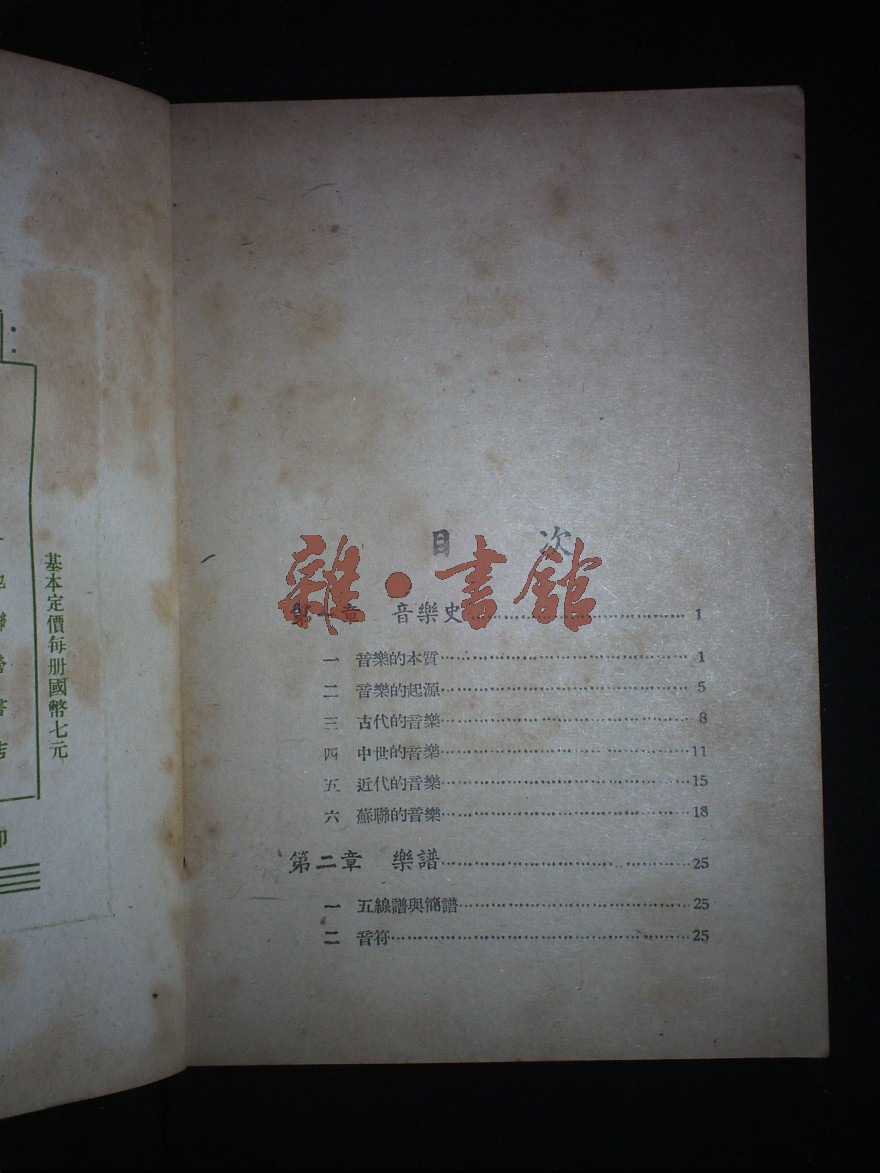 目 次
雜·書館
第一章 音樂史 1
一 音樂的本質 1
二 音樂的起源 5
三 古代的音樂 8
四 中世的音樂 11
五 近代的音樂 15
六 蘇聯的音樂 18
第二章 樂譜 25
一 五線譜與簡譜 25
二 音符 25
基本定價每册國幣七元